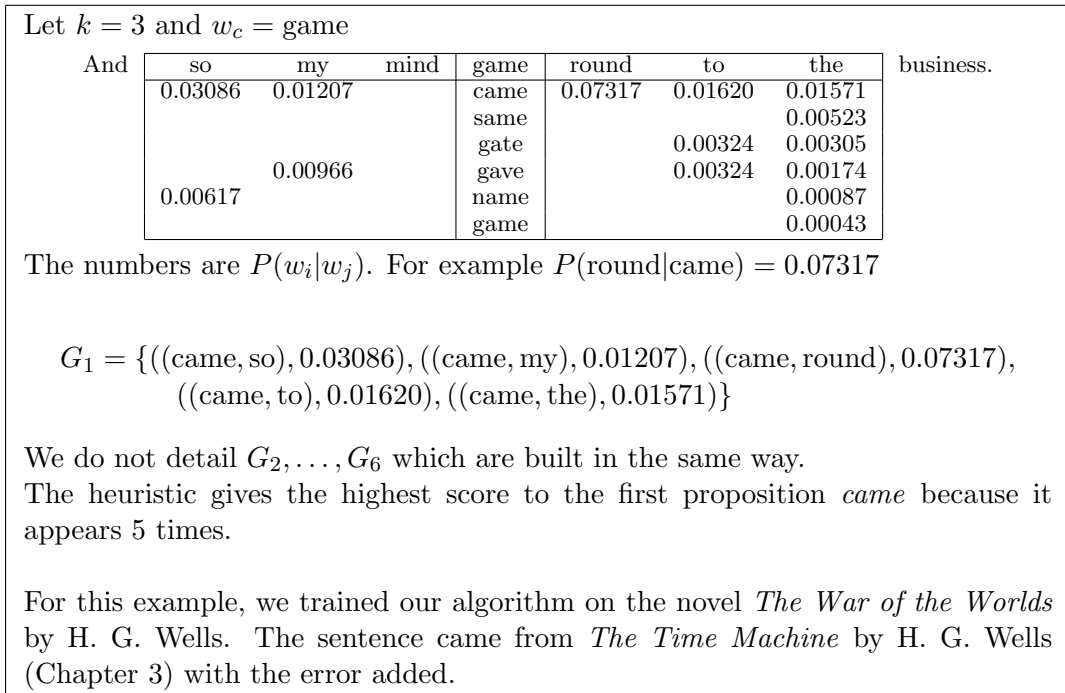 Let k = 3 and w_c = game
And so my mind game round to the business.
0.03086 0.01207 came 0.07317 0.01620 0.01571
same 0.00523
gate 0.00324 0.00305
0.00966 gave 0.00324 0.00174
0.00617 name 0.00087
game 0.00043
The numbers are P(w_i|w_j). For example P(round|came) = 0.07317
G_1 = {((came, so), 0.03086), ((came, my), 0.01207), ((came, round), 0.07317),
((came, to), 0.01620), ((came, the), 0.01571)}
We do not detail G_2, . . . , G_6 which are built in the same way.
The heuristic gives the highest score to the first proposition came because it
appears 5 times.
For this example, we trained our algorithm on the novel The War of the Worlds
by H. G. Wells. The sentence came from The Time Machine by H. G. Wells
(Chapter 3) with the error added.